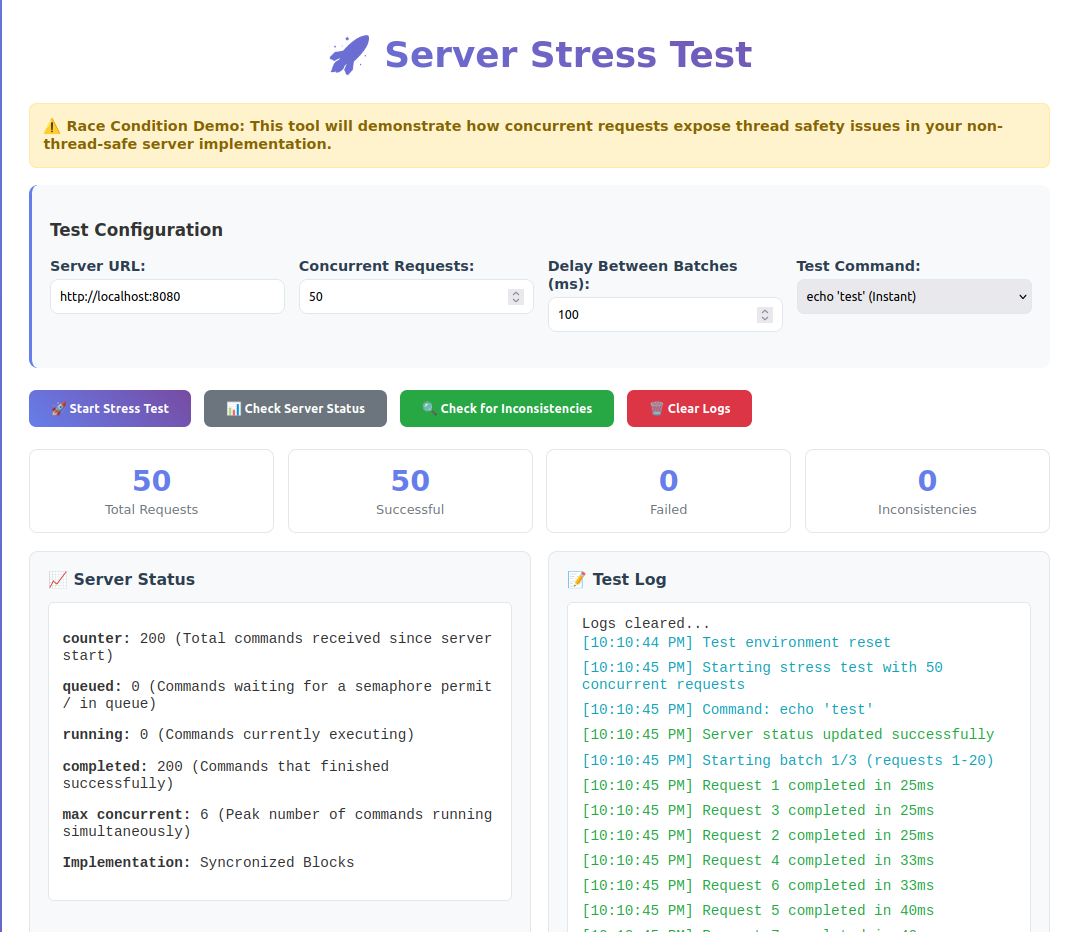 🚀 Server Stress Test
⚠️ Race Condition Demo: This tool will demonstrate how concurrent requests expose thread safety issues in your non-
thread-safe server implementation.
Test Configuration
Server URL:
http://localhost:8080
Concurrent Requests:
50
Delay Between Batches
(ms):
100
Test Command:
echo 'test' (Instant)
🚀 Start Stress Test
📊 Check Server Status
🔍 Check for Inconsistencies
🗑️ Clear Logs
50
Total Requests
50
Successful
0
Failed
0
Inconsistencies
📈 Server Status
counter: 200 (Total commands received since server
start)
queued: 0 (Commands waiting for a semaphore permit
/ in queue)
running: 0 (Commands currently executing)
completed: 200 (Commands that finished
successfully)
max concurrent: 6 (Peak number of commands running
simultaneously)
Implementation: Syncronized Blocks
📝 Test Log
Logs cleared...
[10:10:44 PM] Test environment reset
[10:10:45 PM] Starting stress test with 50
concurrent requests
[10:10:45 PM] Command: echo 'test'
[10:10:45 PM] Server status updated successfully
[10:10:45 PM] Starting batch 1/3 (requests 1-20)
[10:10:45 PM] Request 1 completed in 25ms
[10:10:45 PM] Request 3 completed in 25ms
[10:10:45 PM] Request 2 completed in 25ms
[10:10:45 PM] Request 4 completed in 33ms
[10:10:45 PM] Request 6 completed in 33ms
[10:10:45 PM] Request 5 completed in 40ms